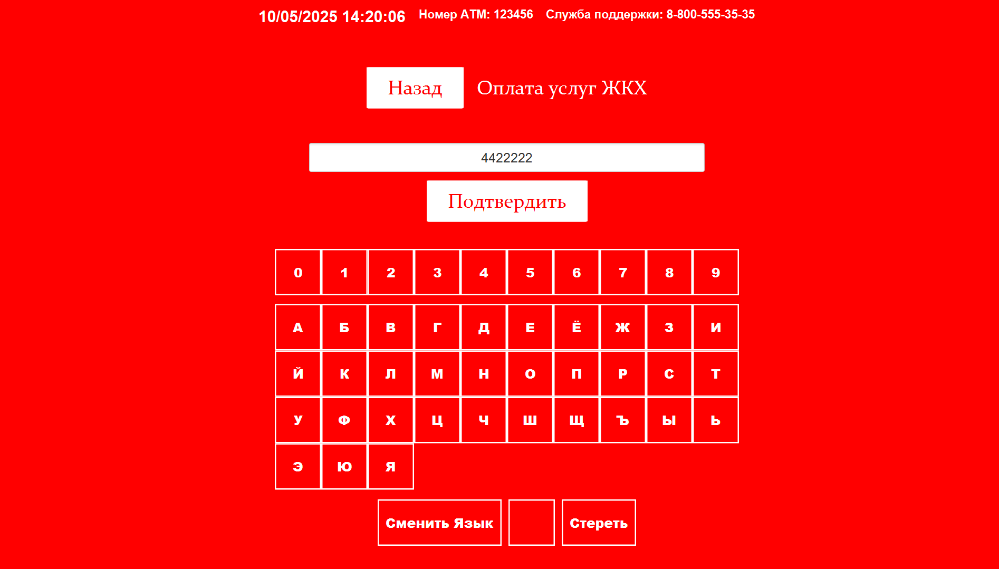 10/05/2025 14:20:06 Номер АТМ: 123456 Служба поддержки: 8-800-555-35-35
Назад Оплата услуг ЖКХ
4422222
Подтвердить
0 1 2 3 4 5 6 7 8 9
А Б В Г Д Е Ё Ж З И
Й К Л М Н О П Р С Т
У Ф Х Ц Ч Ш Щ Ъ Ы Ь
Э Ю Я
Сменить Язык Стереть